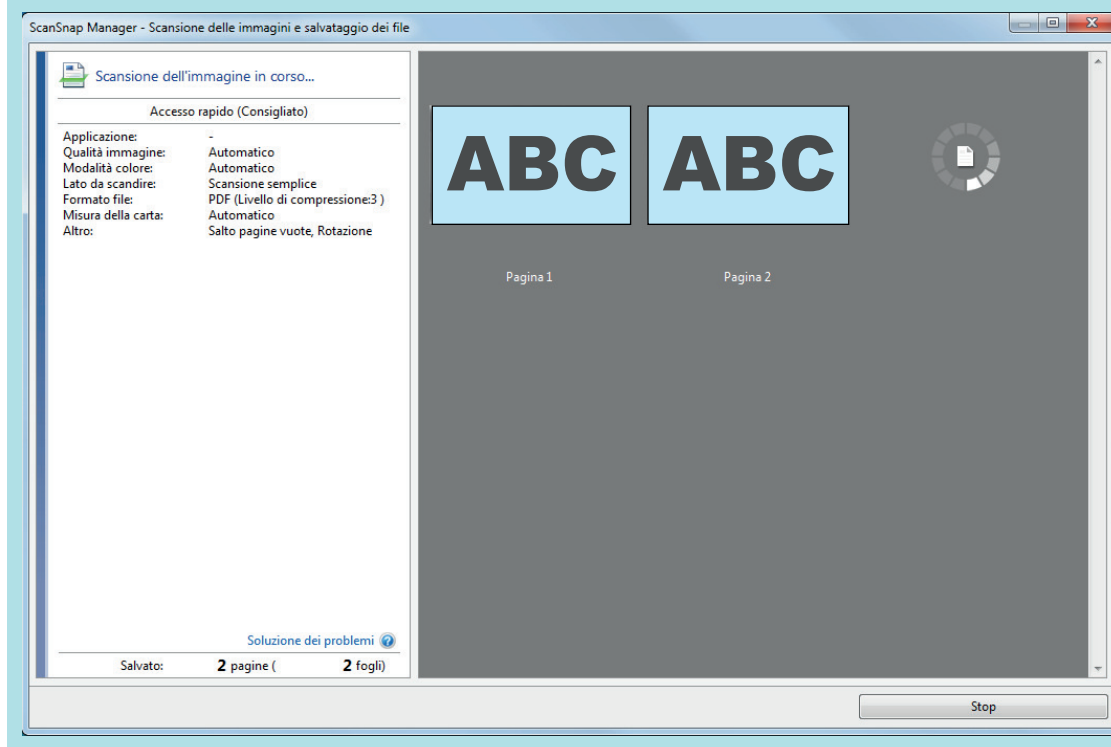 ScanSnap Manager - Scansione delle immagini e salvataggio dei file
Scansione dell'immagine in corso...
Accesso rapido (Consigliato)
Applicazione: -
Qualità immagine: Automatico
Modalità colore: Automatico
Lato da scandire: Scansione semplice
Formato file: PDF (Livello di compressione:3 )
Misura della carta: Automatico
Altro: Salto pagine vuote, Rotazione
Soluzione dei problemi
Salvato: 2 pagine ( 2 fogli)
ABC ABC
Pagina 1 Pagina 2
Stop